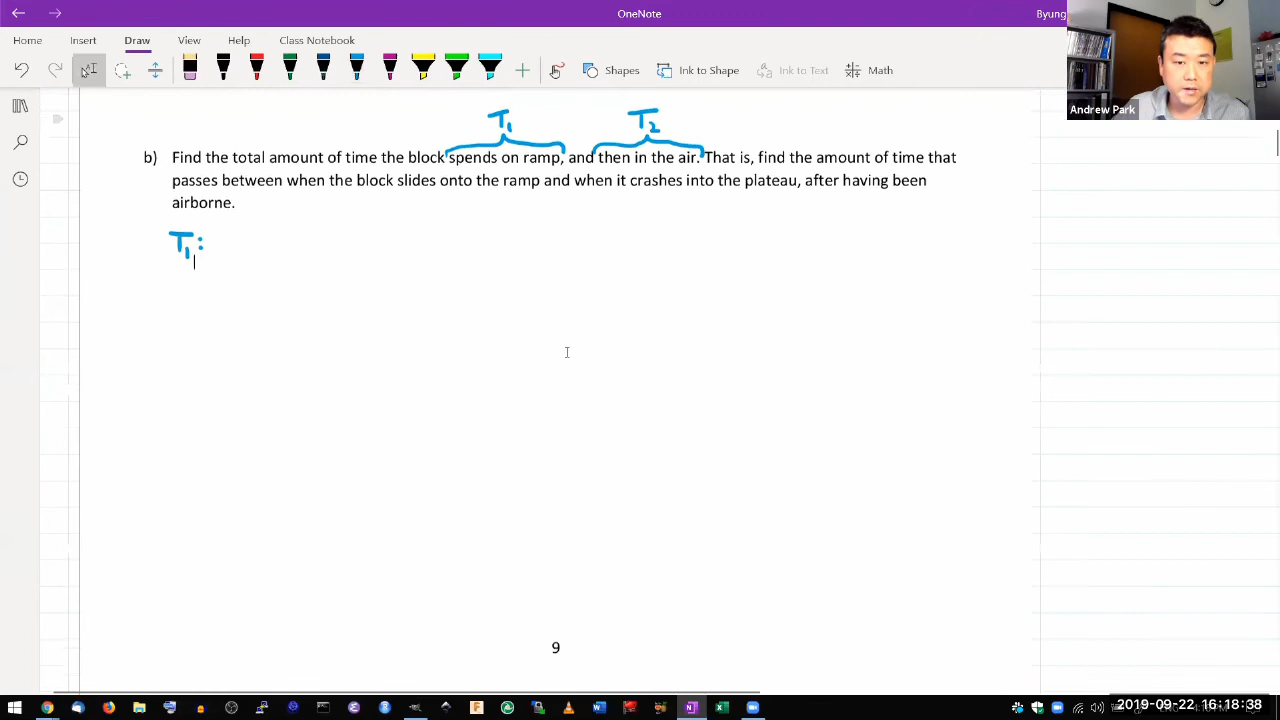 OneNote
Byung
Home Insert Draw View Help Class Notebook
Shapes Ink to Shape Ink to Text Math
Andrew Park
T1 T2
b) Find the total amount of time the block spends on ramp, and then in the air. That is, find the amount of time that
passes between when the block slides onto the ramp and when it crashes into the plateau, after having been
airborne.
T1:
9
2019-09-22 16:18:38